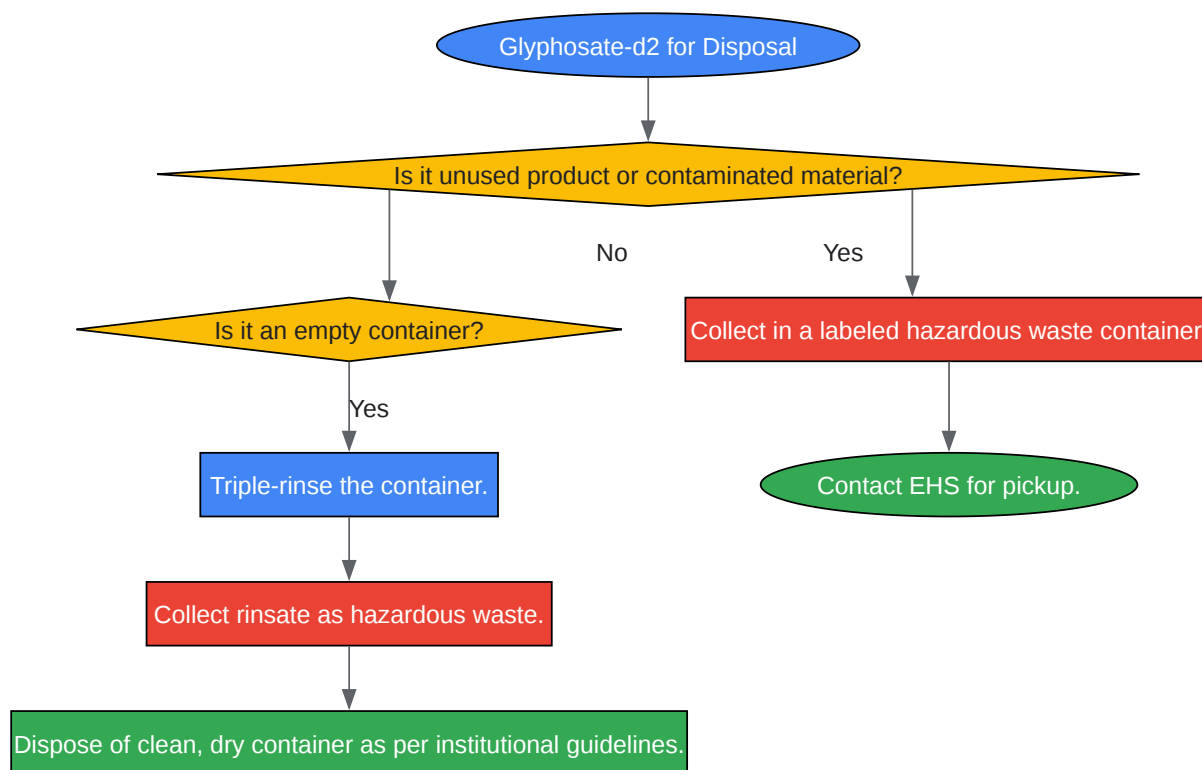 Glyphosate-d2 for Disposal
Is it unused product or contaminated material?
No
Yes
Is it an empty container?
Collect in a labeled hazardous waste container
Yes
Triple-rinse the container.
Contact EHS for pickup.
Collect rinsate as hazardous waste.
Dispose of clean, dry container as per institutional guidelines.